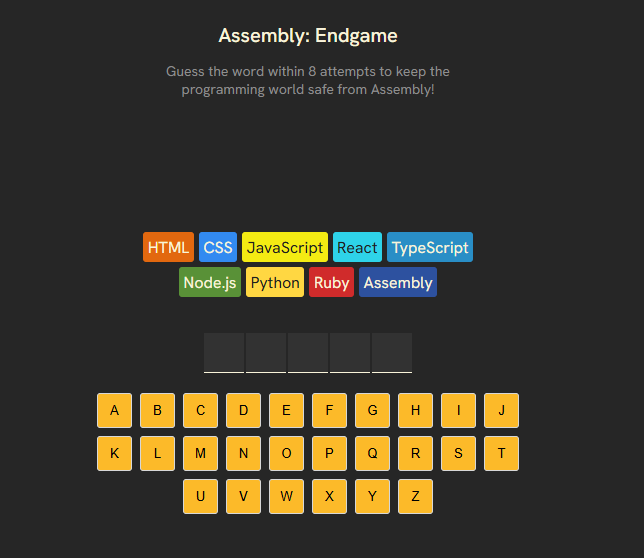 Assembly: Endgame
Guess the word within 8 attempts to keep the
programming world safe from Assembly!
HTML CSS JavaScript React TypeScript
Node.js Python Ruby Assembly
A B C D E F G H I J
K L M N O P Q R S T
U V W X Y Z